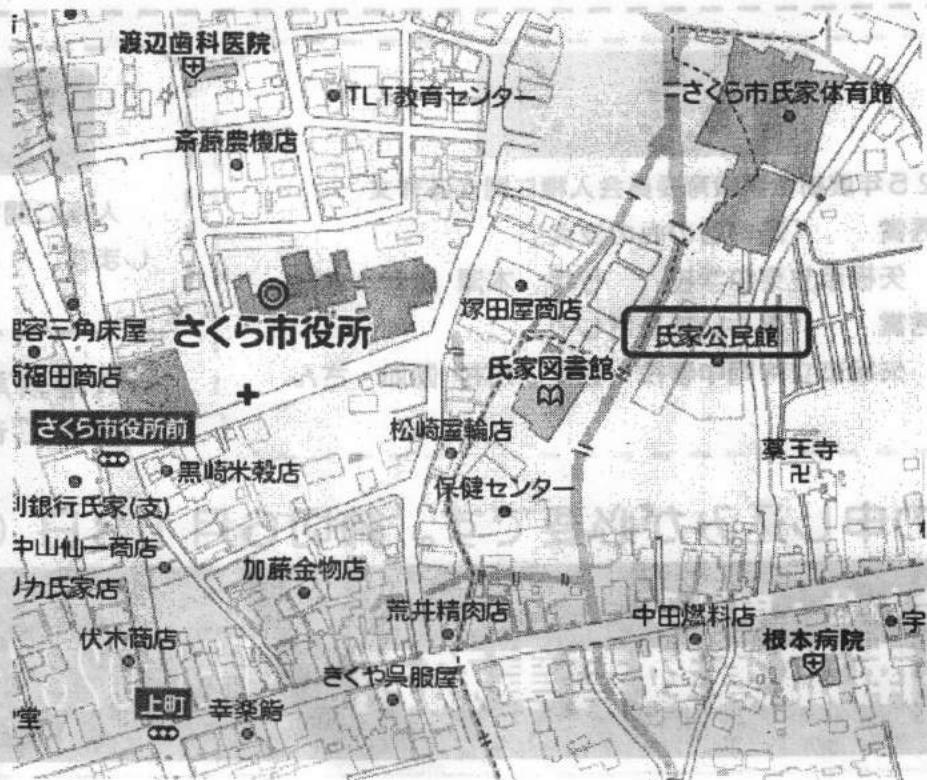 渡辺歯科医院
TLT教育センター
さくら市氏家体育館
斎藤農機店
塚田屋商店
さくら市役所
三角床屋
氏家公民館
福田商店
氏家図書館
さくら市役所前
松崎屋輪店
黒崎米穀店
薬王寺
卍
保健センター
銀行氏家(支)
中山仙一商店
加藤金物店
氏家店
荒井精肉店
中田燃料店
伏木商店
根本病院
宇
きくや呉服屋
上町
幸楽鮨
室